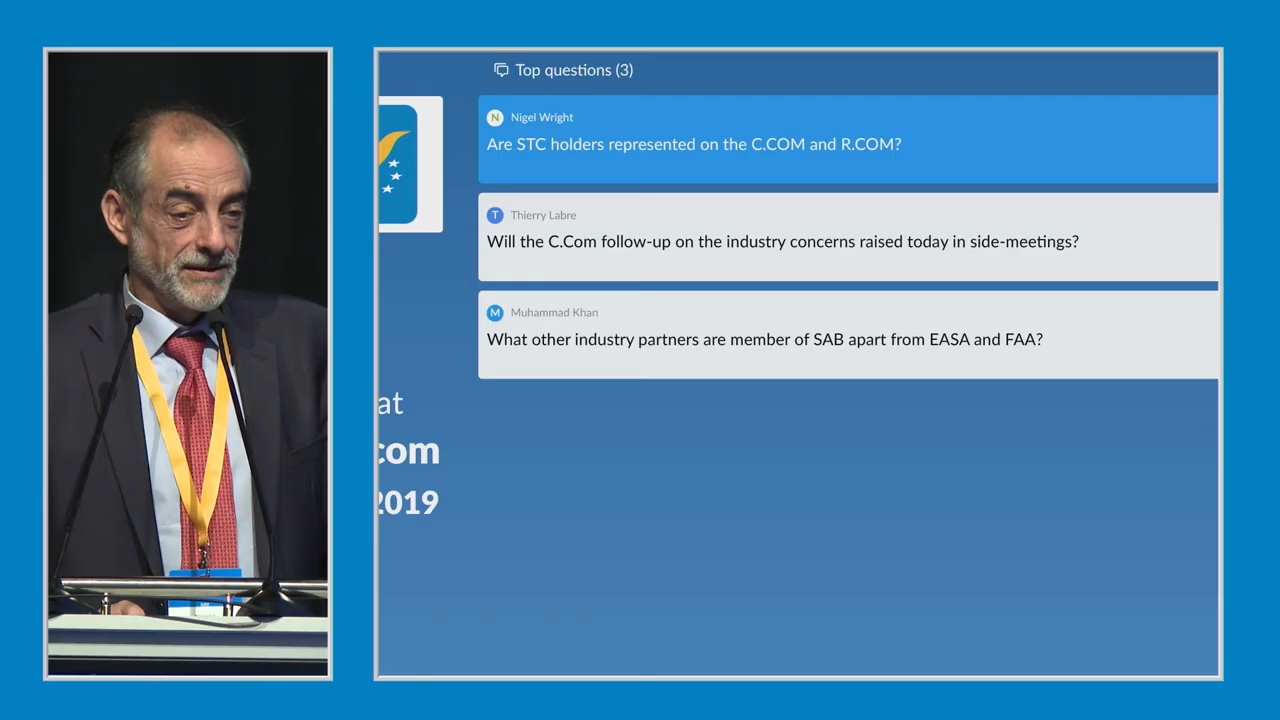 Top questions (3)
N Nigel Wright
Are STC holders represented on the C.COM and R.COM?
T Thierry Labre
Will the C.Com follow-up on the industry concerns raised today in side-meetings?
M Muhammad Khan
What other industry partners are member of SAB apart from EASA and FAA?
at
com
2019